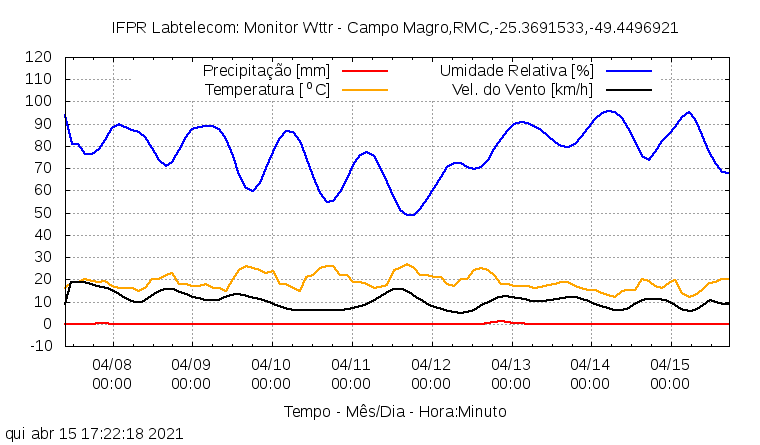 IFPR Labtelecom: Monitor Wttr - Campo Magro,RMC,-25.3691533,-49.4496921
Precipitação [mm]
Temperatura [ ⁰C]
Umidade Relativa [%]
Vel. do Vento [km/h]
120
110
100
90
80
70
60
50
40
30
20
10
0
-10
04/08 04/09 04/10 04/11 04/12 04/13 04/14 04/15
00:00 00:00 00:00 00:00 00:00 00:00 00:00 00:00
Tempo - Mês/Dia - Hora:Minuto
qui abr 15 17:22:18 2021